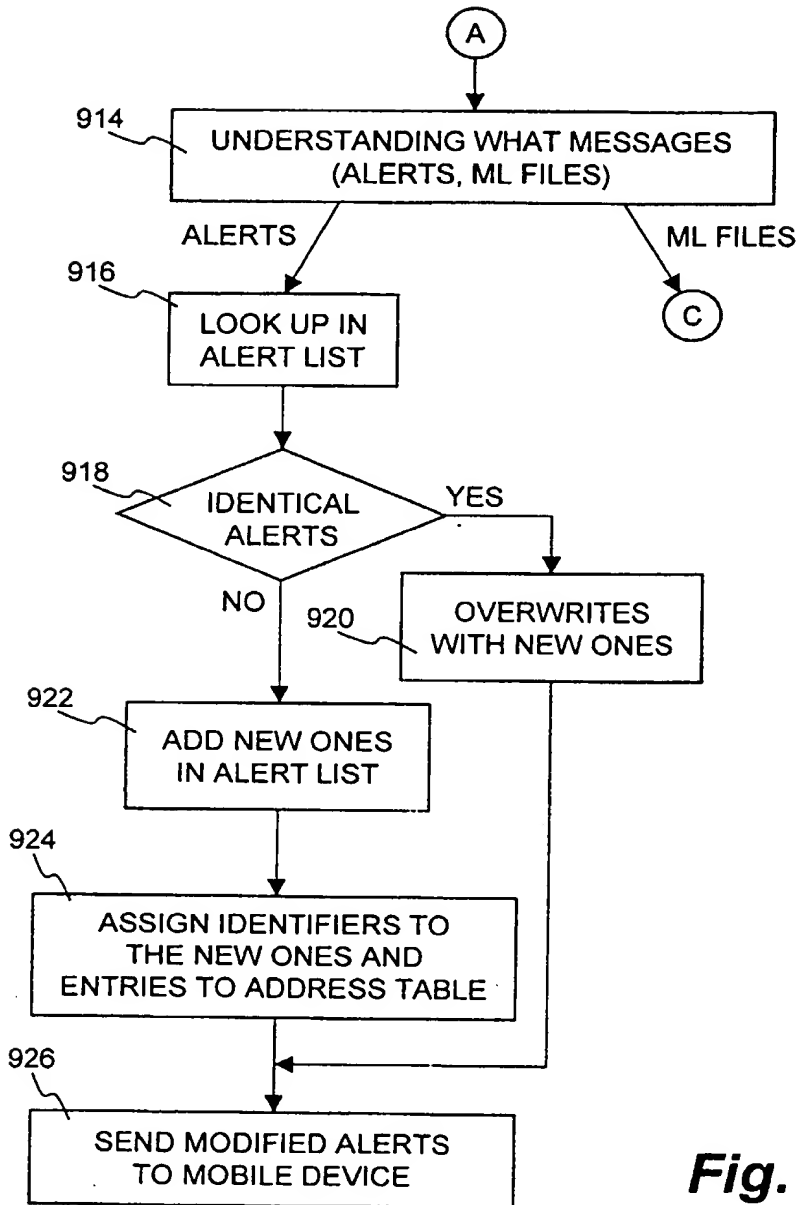 A
914
UNDERSTANDING WHAT MESSAGES
(ALERTS, ML FILES)
ALERTS
ML FILES
916
LOOK UP IN
ALERT LIST
C
918
IDENTICAL
ALERTS
YES
NO
920
OVERWRITES
WITH NEW ONES
922
ADD NEW ONES
IN ALERT LIST
924
ASSIGN IDENTIFIERS TO
THE NEW ONES AND
ENTRIES TO ADDRESS TABLE
926
SEND MODIFIED ALERTS
TO MOBILE DEVICE
Fig.